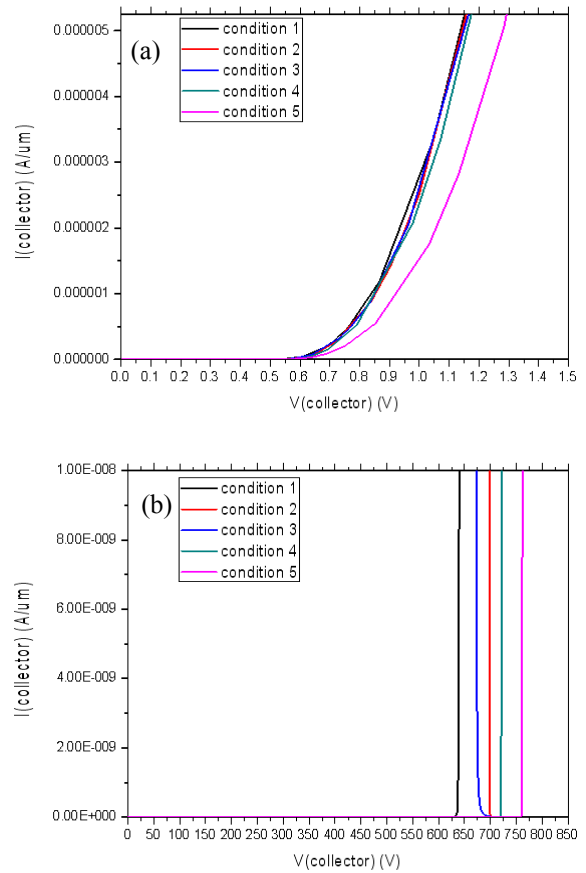 (a)
condition 1
condition 2
condition 3
condition 4
condition 5
0.000005
0.000004
0.000003
0.000002
0.000001
0.000000
I(collector) (A/um)
0.0 0.1 0.2 0.3 0.4 0.5 0.6 0.7 0.8 0.9 1.0 1.1 1.2 1.3 1.4 1.5
V(collector) (V)
(b)
condition 1
condition 2
condition 3
condition 4
condition 5
1.00E-008
8.00E-009
6.00E-009
4.00E-009
2.00E-009
0.00E+000
I(collector) (A/um)
0 50 100 150 200 250 300 350 400 450 500 550 600 650 700 750 800 850
V(collector) (V)